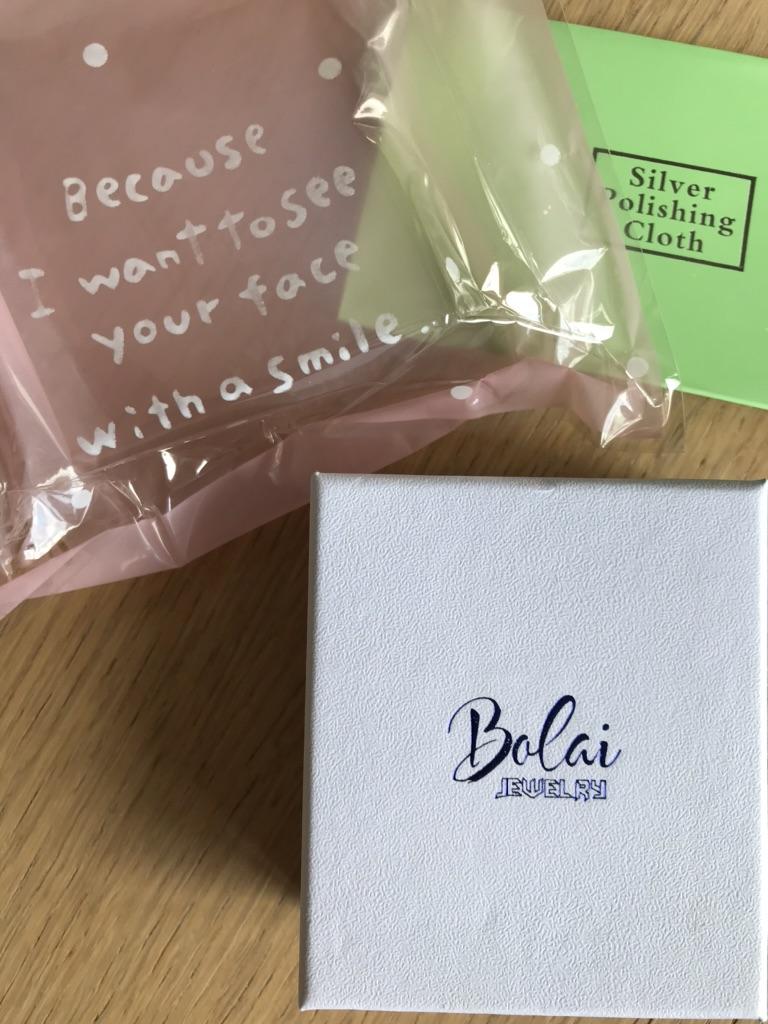 Because
I want to see
your face
with a smile...
Silver
Polishing
Cloth
Bolai
JEWELRY